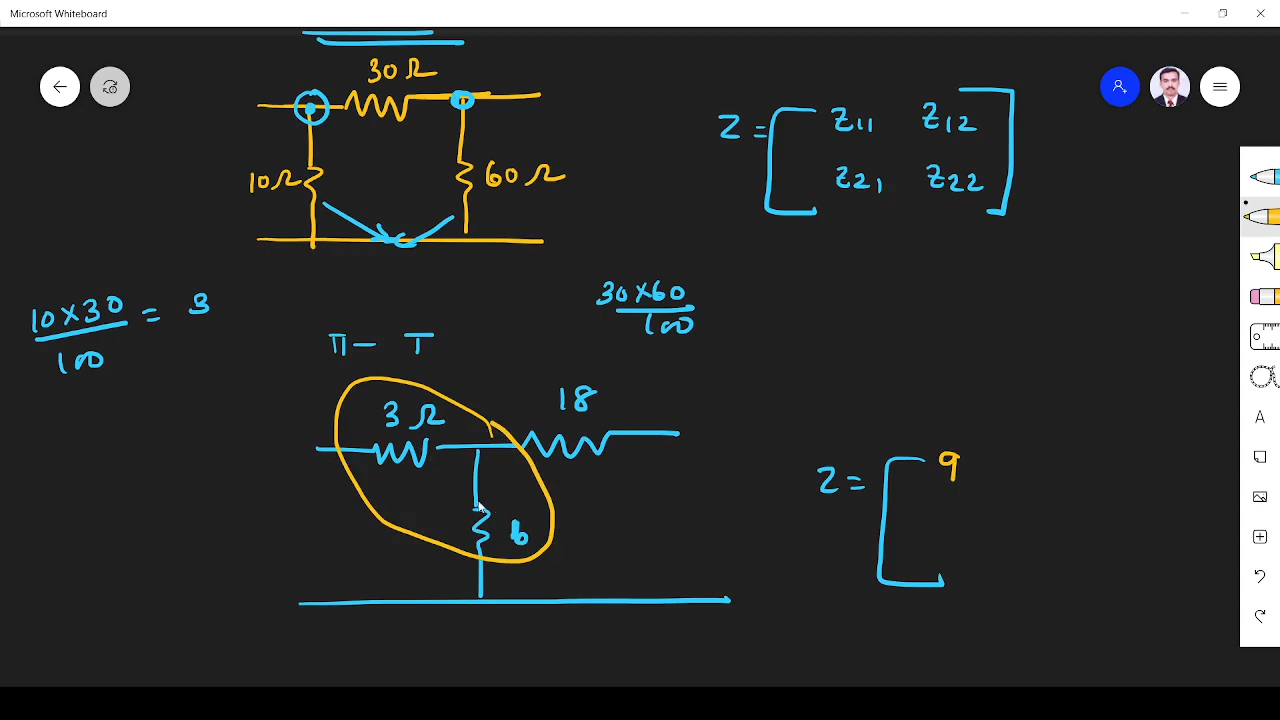 Microsoft Whiteboard
30 Ω
10 Ω
60 Ω
Z = [ Z11 Z12
Z21 Z22 ]
10 x 30 / 100 = 3
30 x 60 / 100
π - T
3 Ω
18
6
Z = [ 9
A